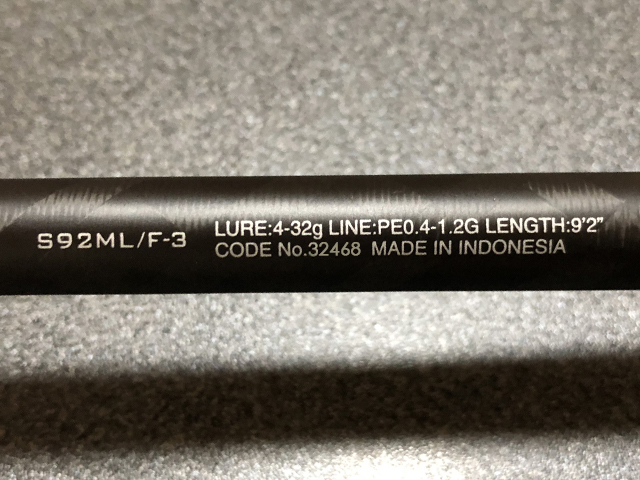 S92ML/F-3 LURE:4-32g LINE:PE0.4-1.2G LENGTH:9'2"
CODE No.32468 MADE IN INDONESIA